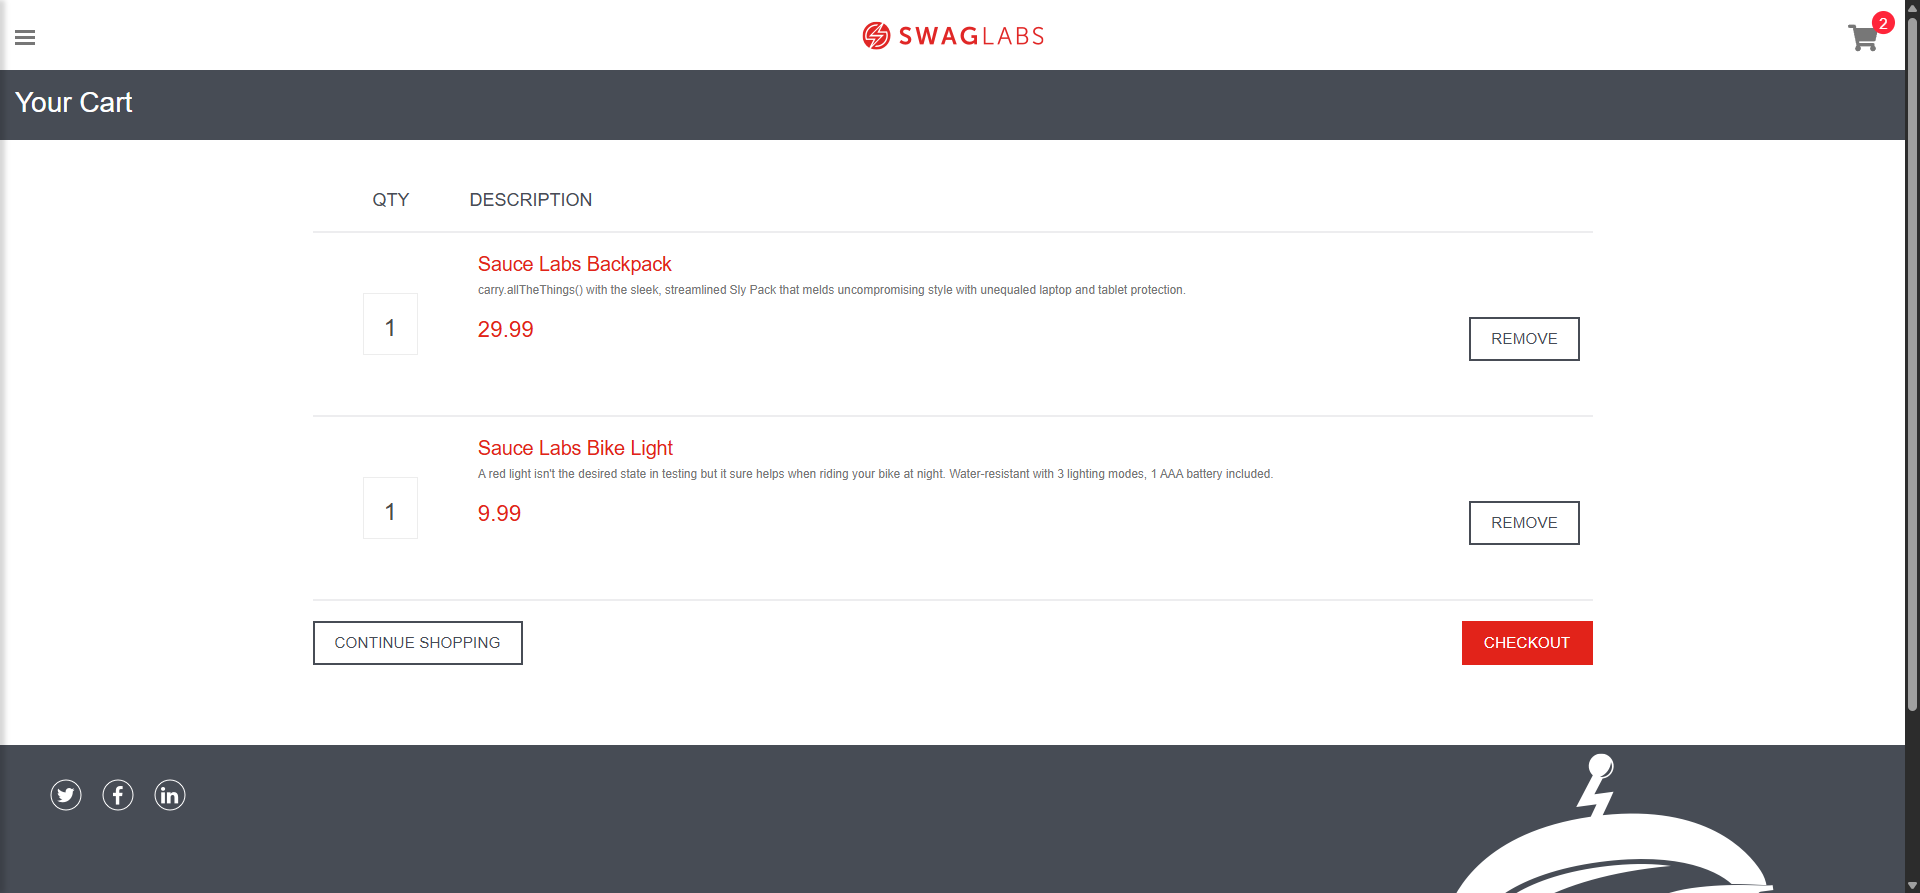 SWAGLABS
2
Your Cart
QTY DESCRIPTION
Sauce Labs Backpack
carry.allTheThings() with the sleek, streamlined Sly Pack that melds uncompromising style with unequaled laptop and tablet protection.
1
29.99
REMOVE
Sauce Labs Bike Light
A red light isn't the desired state in testing but it sure helps when riding your bike at night. Water-resistant with 3 lighting modes, 1 AAA battery included.
1
9.99
REMOVE
CONTINUE SHOPPING
CHECKOUT